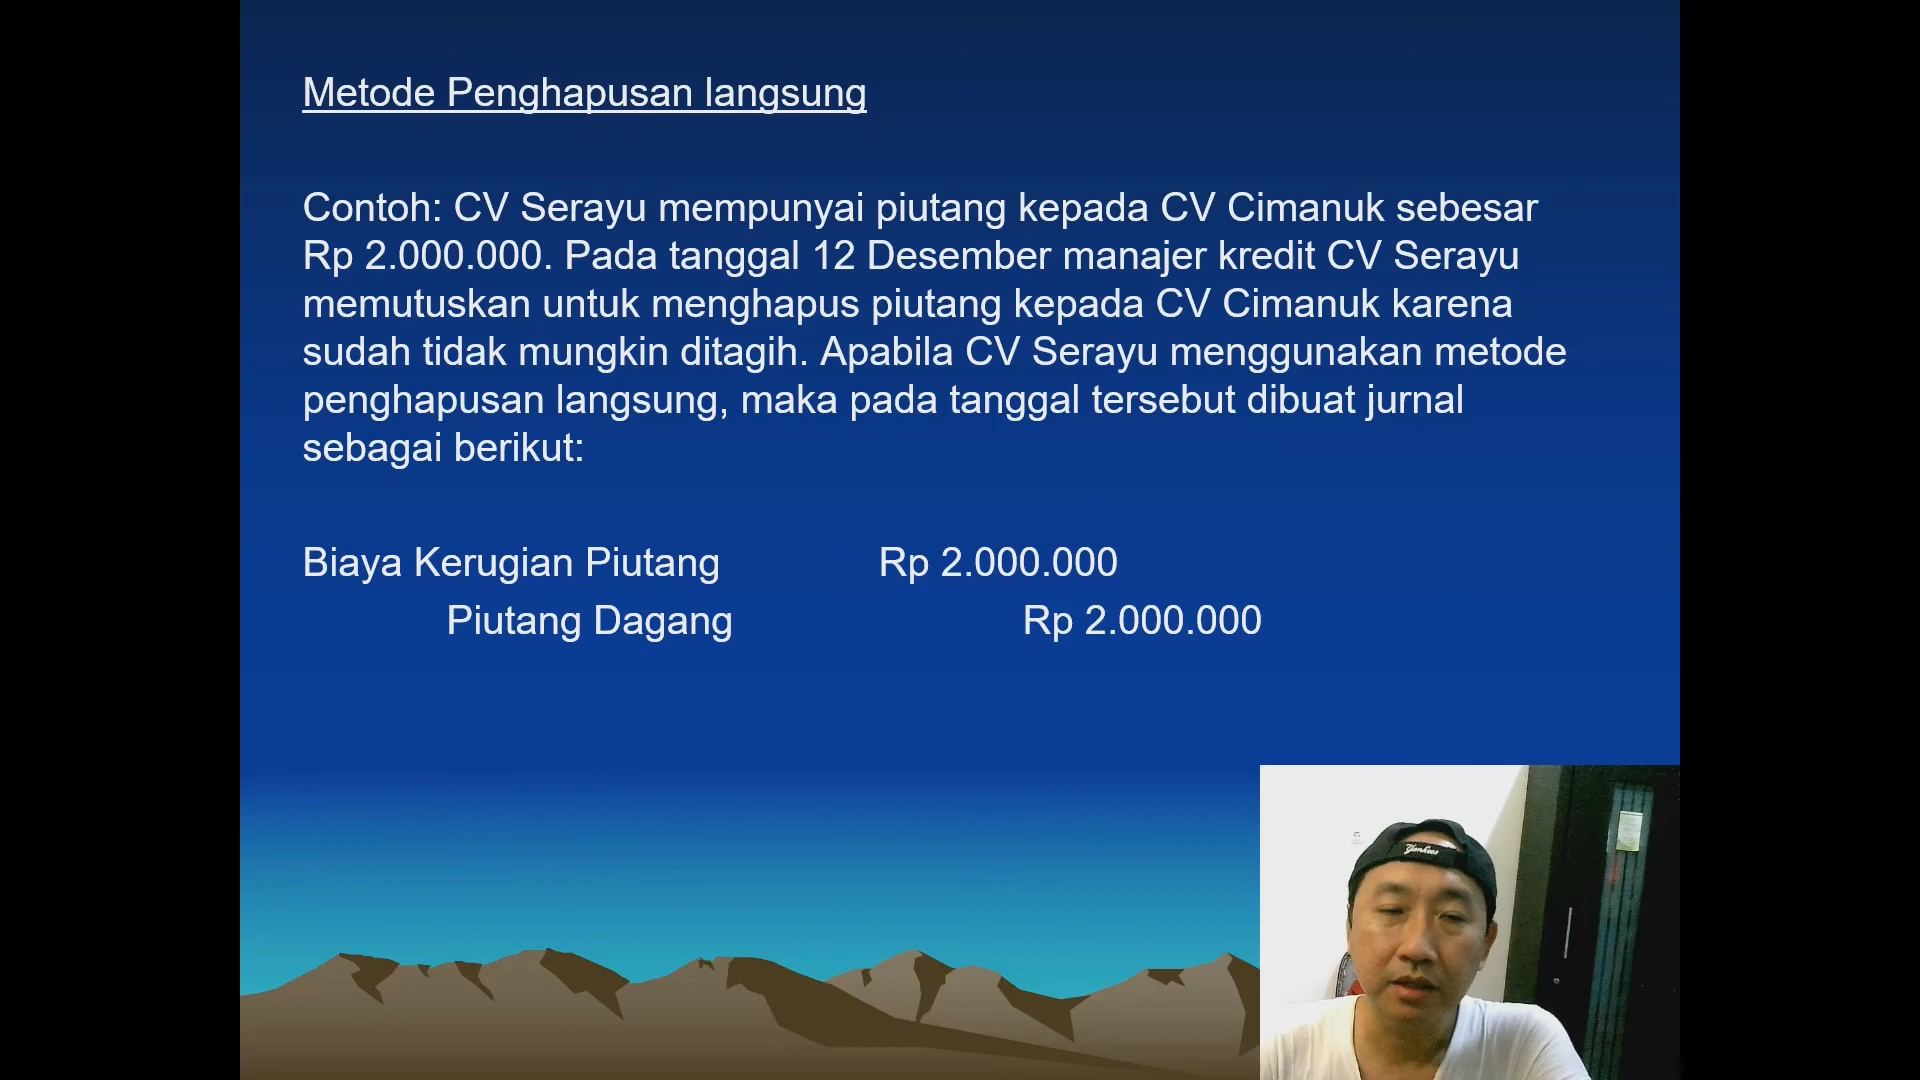 Metode Penghapusan langsung
Contoh: CV Serayu mempunyai piutang kepada CV Cimanuk sebesar
Rp 2.000.000. Pada tanggal 12 Desember manajer kredit CV Serayu
memutuskan untuk menghapus piutang kepada CV Cimanuk karena
sudah tidak mungkin ditagih. Apabila CV Serayu menggunakan metode
penghapusan langsung, maka pada tanggal tersebut dibuat jurnal
sebagai berikut:
Biaya Kerugian Piutang Rp 2.000.000
Piutang Dagang Rp 2.000.000
Yankees